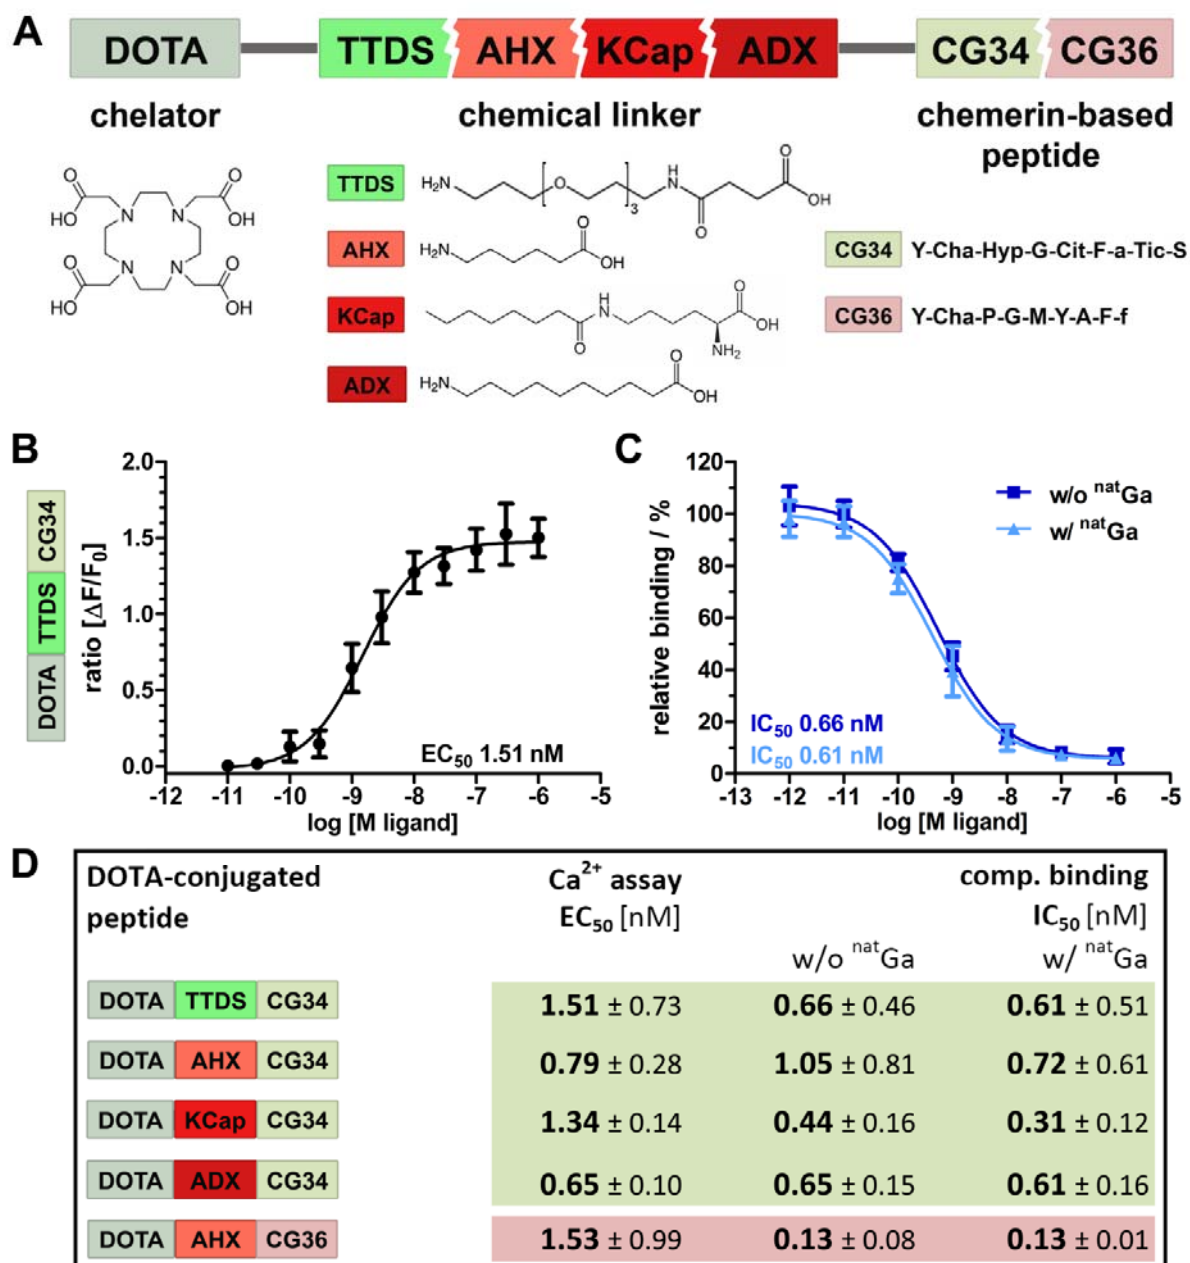 A
DOTA
TTDS
AHX
KCap
ADX
CG34
CG36
chelator
chemical linker
chemerin-based
peptide
O
HO
O
OH
N
N
N
N
O
HO
O
OH
TTDS
H₂N
O
3
H
N
O
O
OH
AHX
H₂N
O
OH
KCap
H
N
O
O
OH
NH₂
ADX
H₂N
O
OH
CG34 Y-Cha-Hyp-G-Cit-F-a-Tic-S
CG36 Y-Cha-P-G-M-Y-A-F-f
B
DOTA TTDS CG34
ratio [ΔF/F₀]
2.0
1.5
1.0
0.5
0.0
EC₅₀ 1.51 nM
-12 -11 -10 -9 -8 -7 -6 -5
log [M ligand]
C
relative binding / %
120
100
80
60
40
20
0
w/o ⁿᵃᵗGa
w/ ⁿᵃᵗGa
IC₅₀ 0.66 nM
IC₅₀ 0.61 nM
-13 -12 -11 -10 -9 -8 -7 -6 -5
log [M ligand]
D
DOTA-conjugated
peptide
Ca²⁺ assay
EC₅₀ [nM]
comp. binding
IC₅₀ [nM]
w/o ⁿᵃᵗGa w/ ⁿᵃᵗGa
DOTA TTDS CG34 1.51 ± 0.73 0.66 ± 0.46 0.61 ± 0.51
DOTA AHX CG34 0.79 ± 0.28 1.05 ± 0.81 0.72 ± 0.61
DOTA KCap CG34 1.34 ± 0.14 0.44 ± 0.16 0.31 ± 0.12
DOTA ADX CG34 0.65 ± 0.10 0.65 ± 0.15 0.61 ± 0.16
DOTA AHX CG36 1.53 ± 0.99 0.13 ± 0.08 0.13 ± 0.01